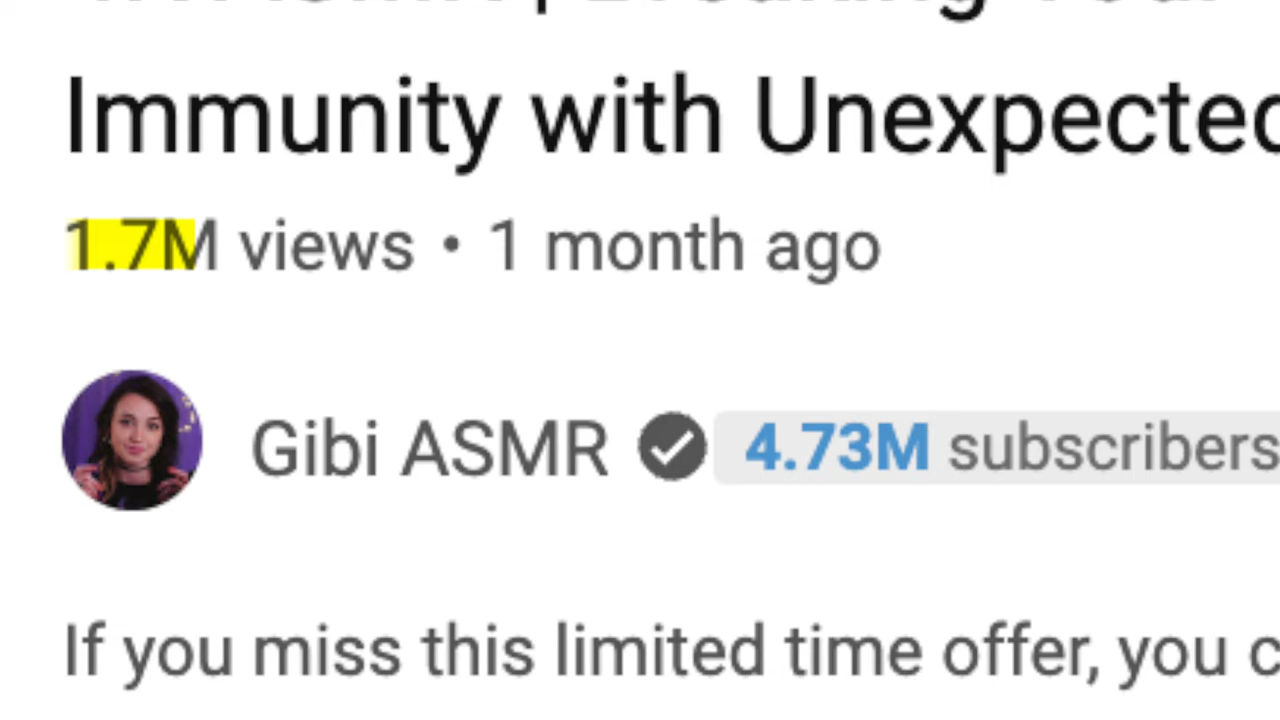 Immunity with Unexpected
1.7M views • 1 month ago
Gibi ASMR 4.73M subscribers
If you miss this limited time offer, you